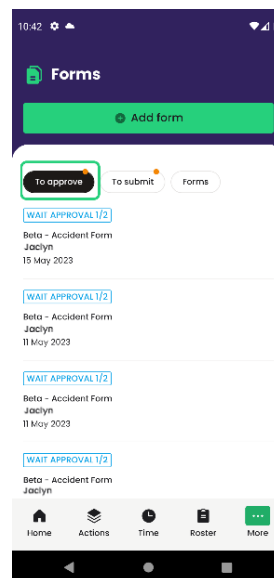 10:42
Forms
Add form
To approve
To submit
Forms
WAIT APPROVAL 1/2
Beta - Accident Form
Jaclyn
15 May 2023
WAIT APPROVAL 1/2
Beta - Accident Form
Jaclyn
11 May 2023
WAIT APPROVAL 1/2
Beta - Accident Form
Jaclyn
11 May 2023
WAIT APPROVAL 1/2
Beta - Accident Form
Jaclyn
Home
Actions
Time
Roster
More